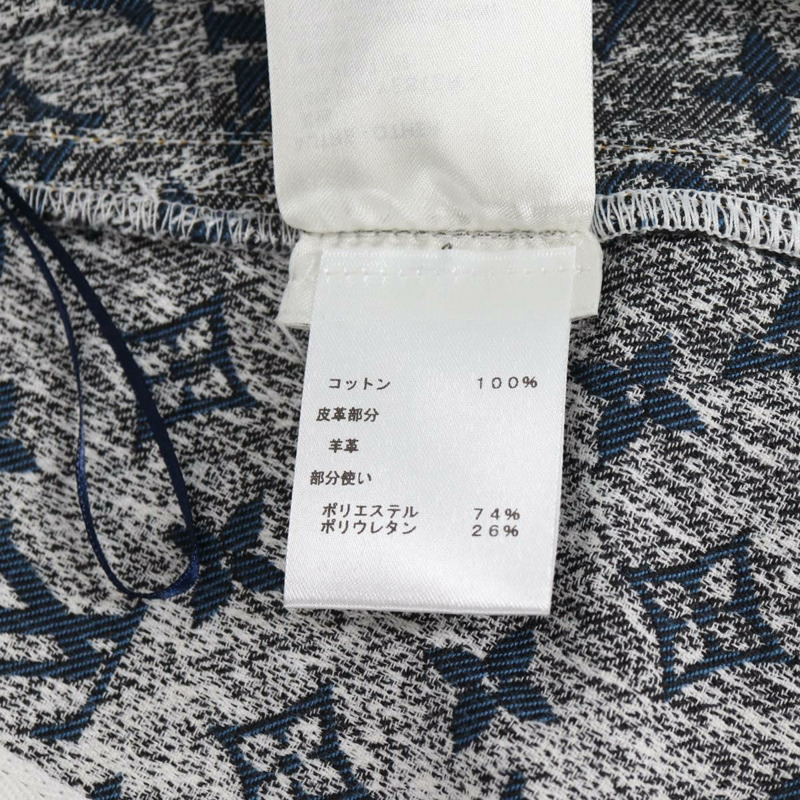 コットン 100%
皮革部分
羊革
部分使い
ポリエステル 74%
ポリウレタン 26%